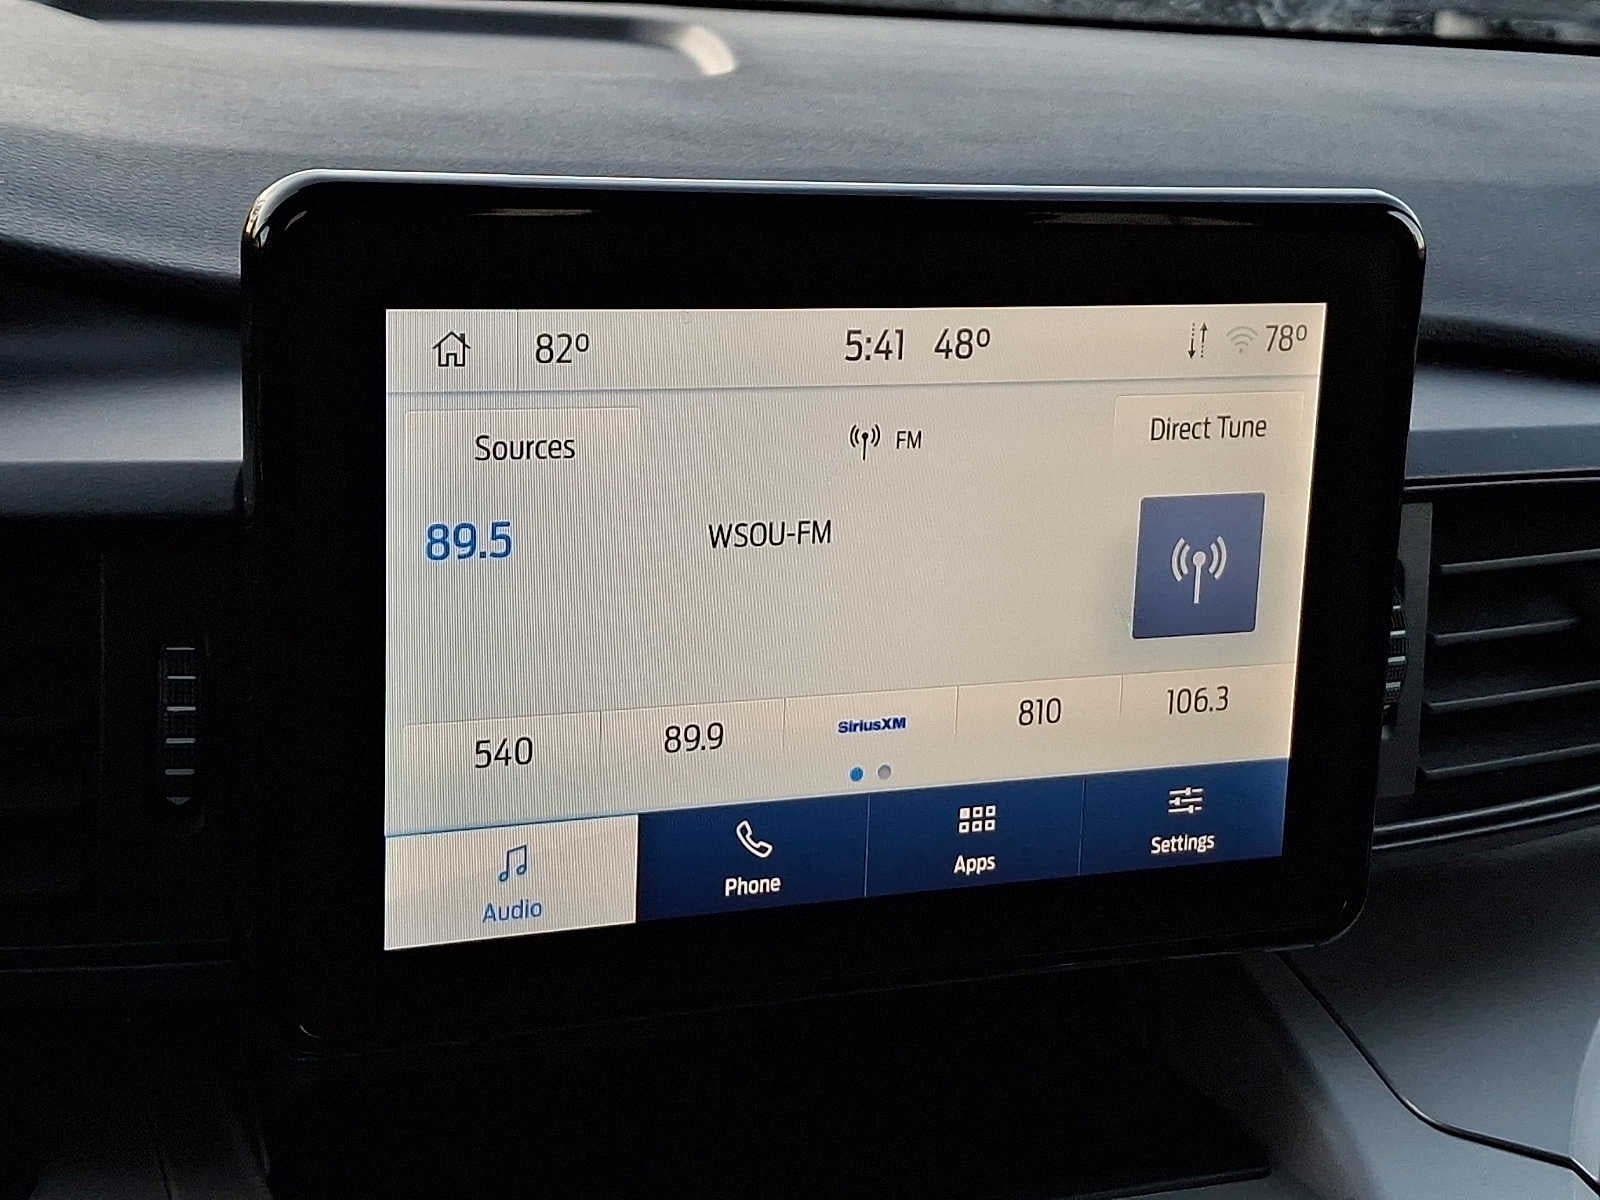 82° 5:41 48° 78°
Sources FM Direct Tune
89.5 WSOU-FM
540 89.9 SiriusXM 810 106.3
Audio Phone Apps Settings